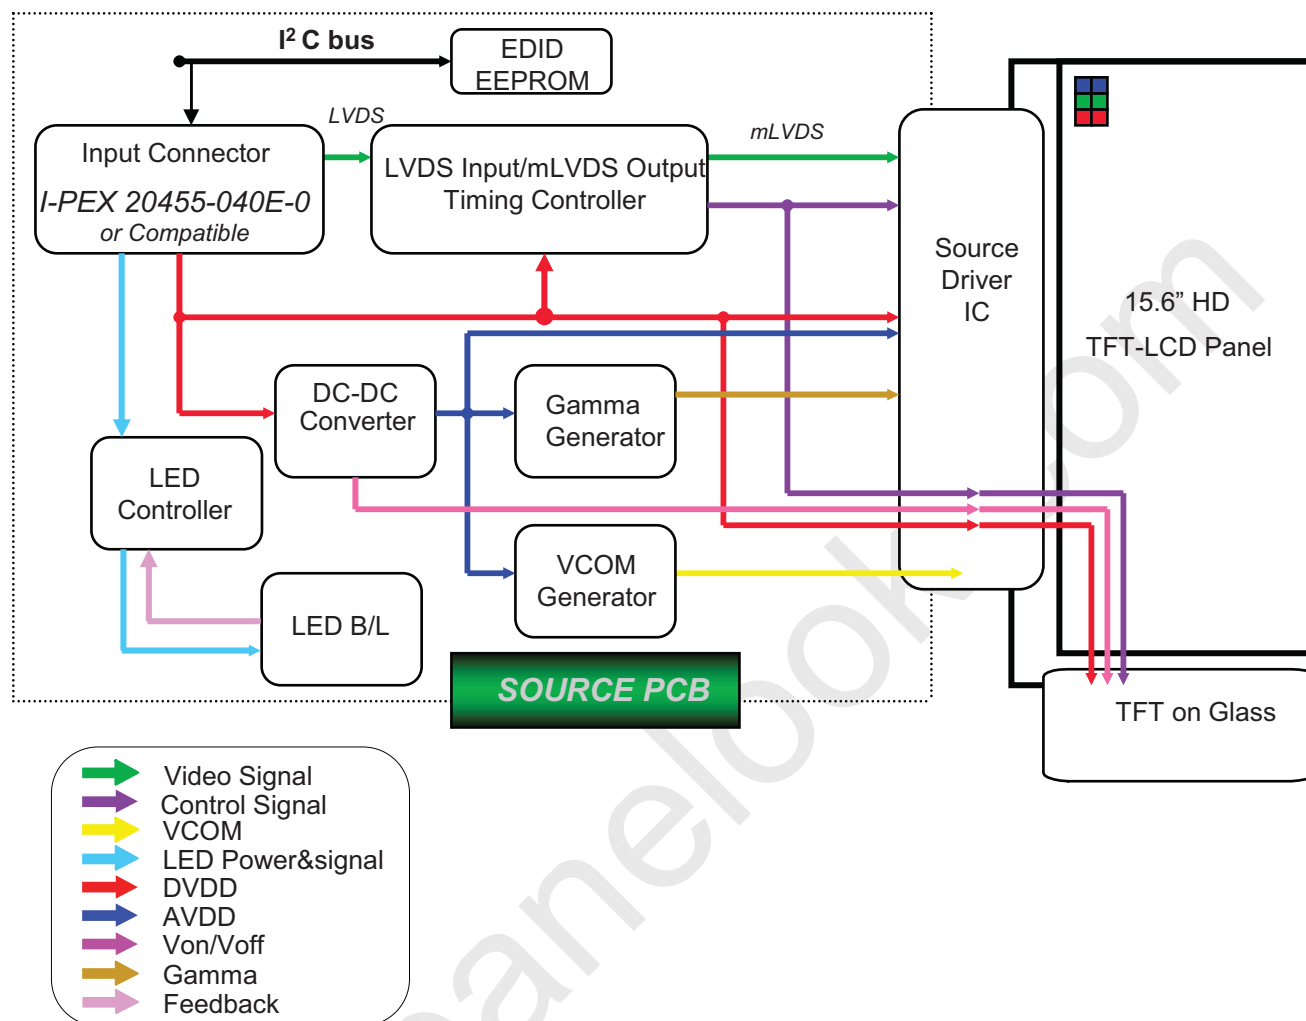 I² C bus
EDID
EEPROM
LVDS
mLVDS
Input Connector
I-PEX 20455-040E-0
or Compatible
LVDS Input/mLVDS Output
Timing Controller
Source
Driver
IC
15.6” HD
TFT-LCD Panel
DC-DC
Converter
Gamma
Generator
LED
Controller
VCOM
Generator
LED B/L
SOURCE PCB
TFT on Glass
Video Signal
Control Signal
VCOM
LED Power&signal
DVDD
AVDD
Von/Voff
Gamma
Feedback
panelook.com